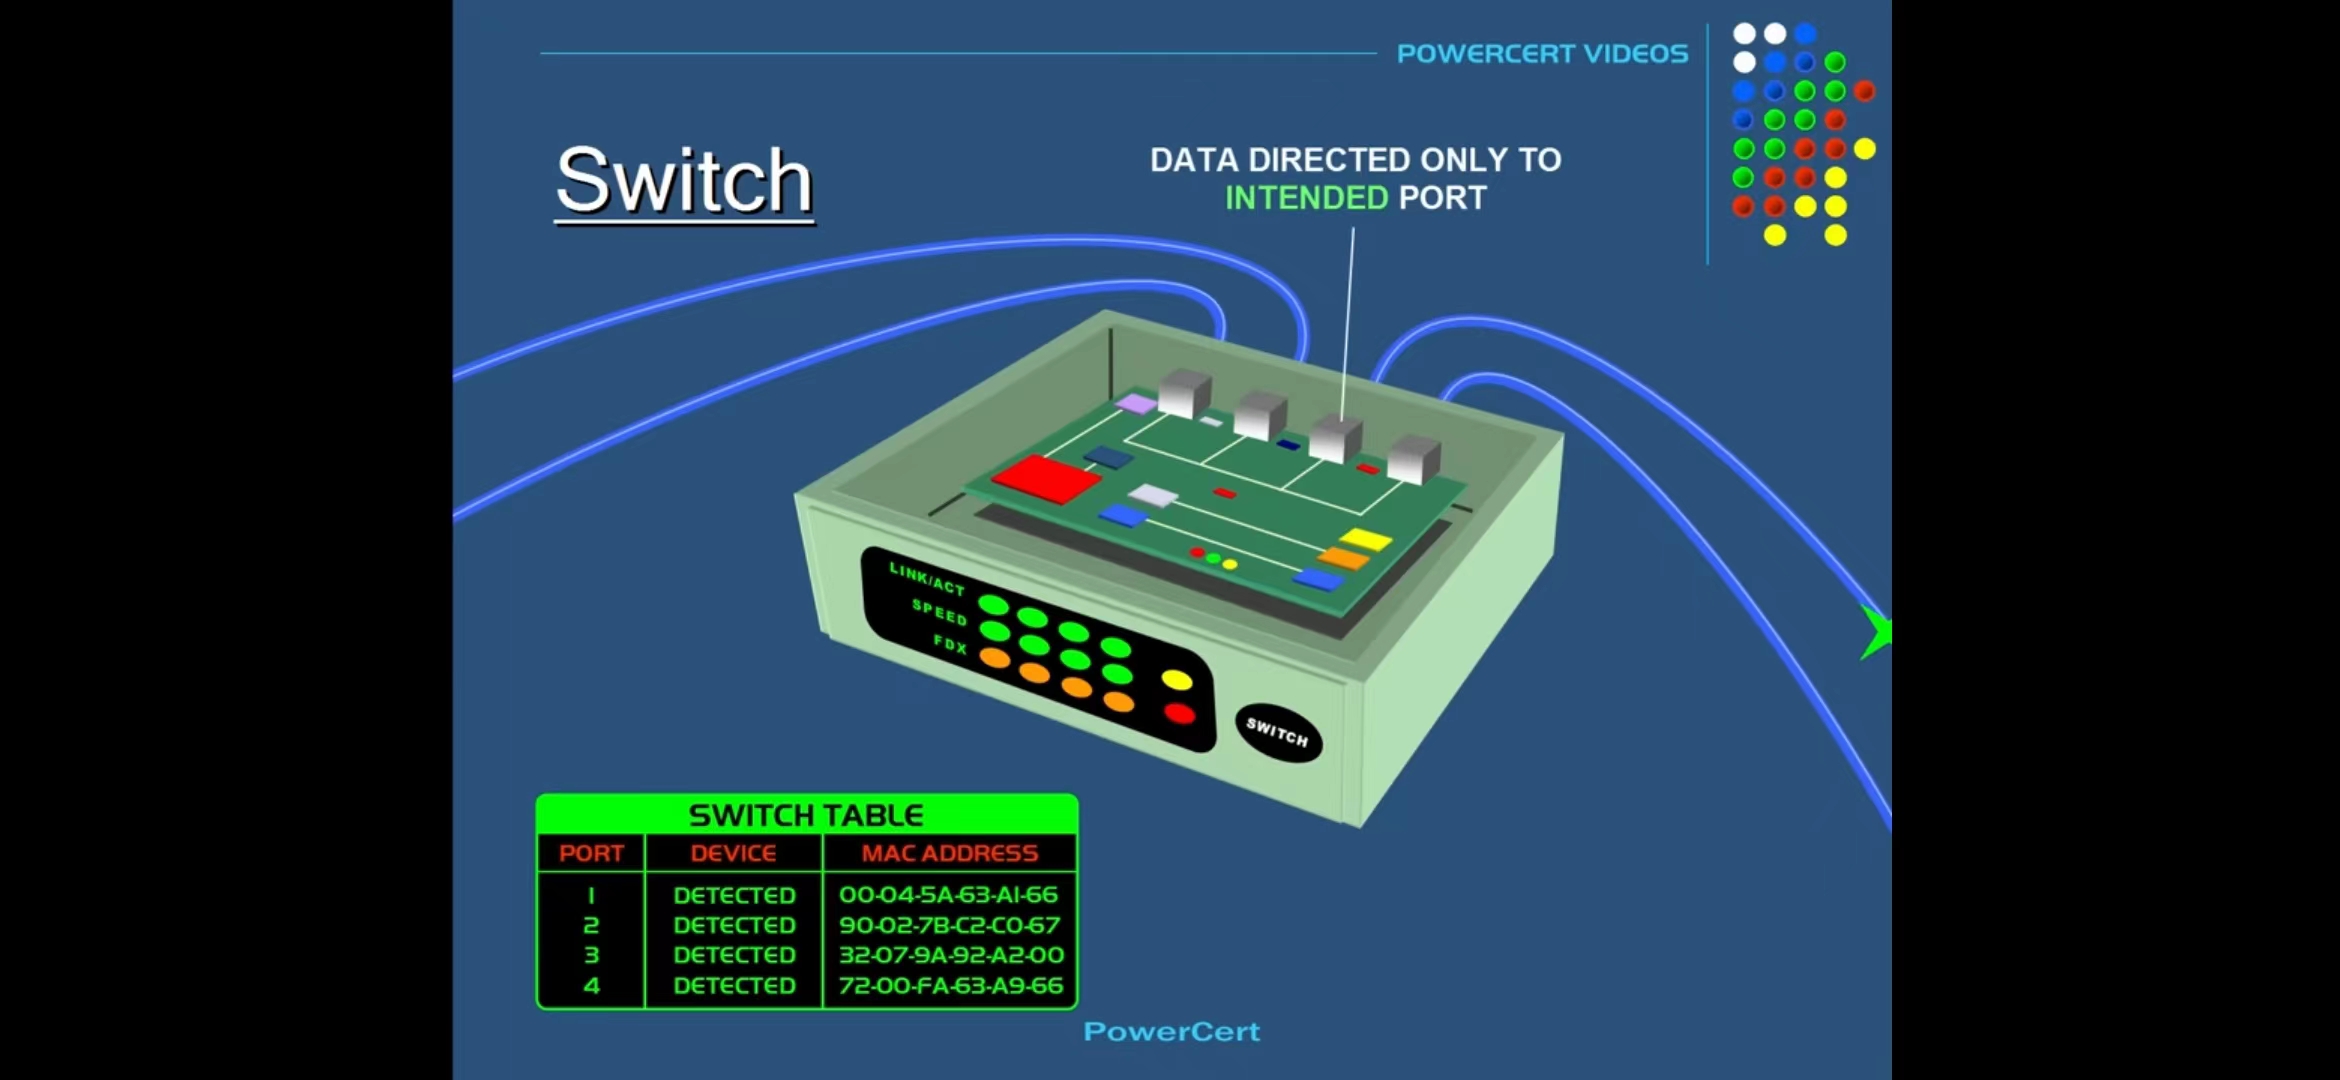 POWERCERT VIDEOS
Switch
DATA DIRECTED ONLY TO
INTENDED PORT
LINK/ACT
SPEED
FDX
SWITCH
SWITCH TABLE
PORT DEVICE MAC ADDRESS
1 DETECTED 00-04-5A-63-A1-66
2 DETECTED 90-02-7B-C2-C0-67
3 DETECTED 32-07-9A-92-A2-00
4 DETECTED 72-00-FA-63-A9-66
PowerCert